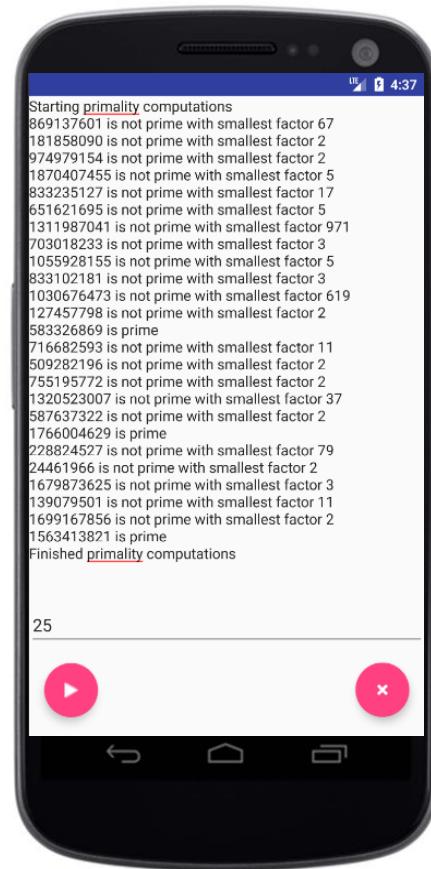 LTE 4:37
Starting primality computations
869137601 is not prime with smallest factor 67
181858090 is not prime with smallest factor 2
974979154 is not prime with smallest factor 2
1870407455 is not prime with smallest factor 5
833235127 is not prime with smallest factor 17
651621695 is not prime with smallest factor 5
1311987041 is not prime with smallest factor 971
703018233 is not prime with smallest factor 3
1055928155 is not prime with smallest factor 5
833102181 is not prime with smallest factor 3
1030676473 is not prime with smallest factor 619
127457798 is not prime with smallest factor 2
583326869 is prime
716682593 is not prime with smallest factor 11
509282196 is not prime with smallest factor 2
755195772 is not prime with smallest factor 2
1320523007 is not prime with smallest factor 37
587637322 is not prime with smallest factor 2
1766004629 is prime
228824527 is not prime with smallest factor 79
24461966 is not prime with smallest factor 2
1679873625 is not prime with smallest factor 3
139079501 is not prime with smallest factor 11
1699167856 is not prime with smallest factor 2
1563413821 is prime
Finished primality computations
25